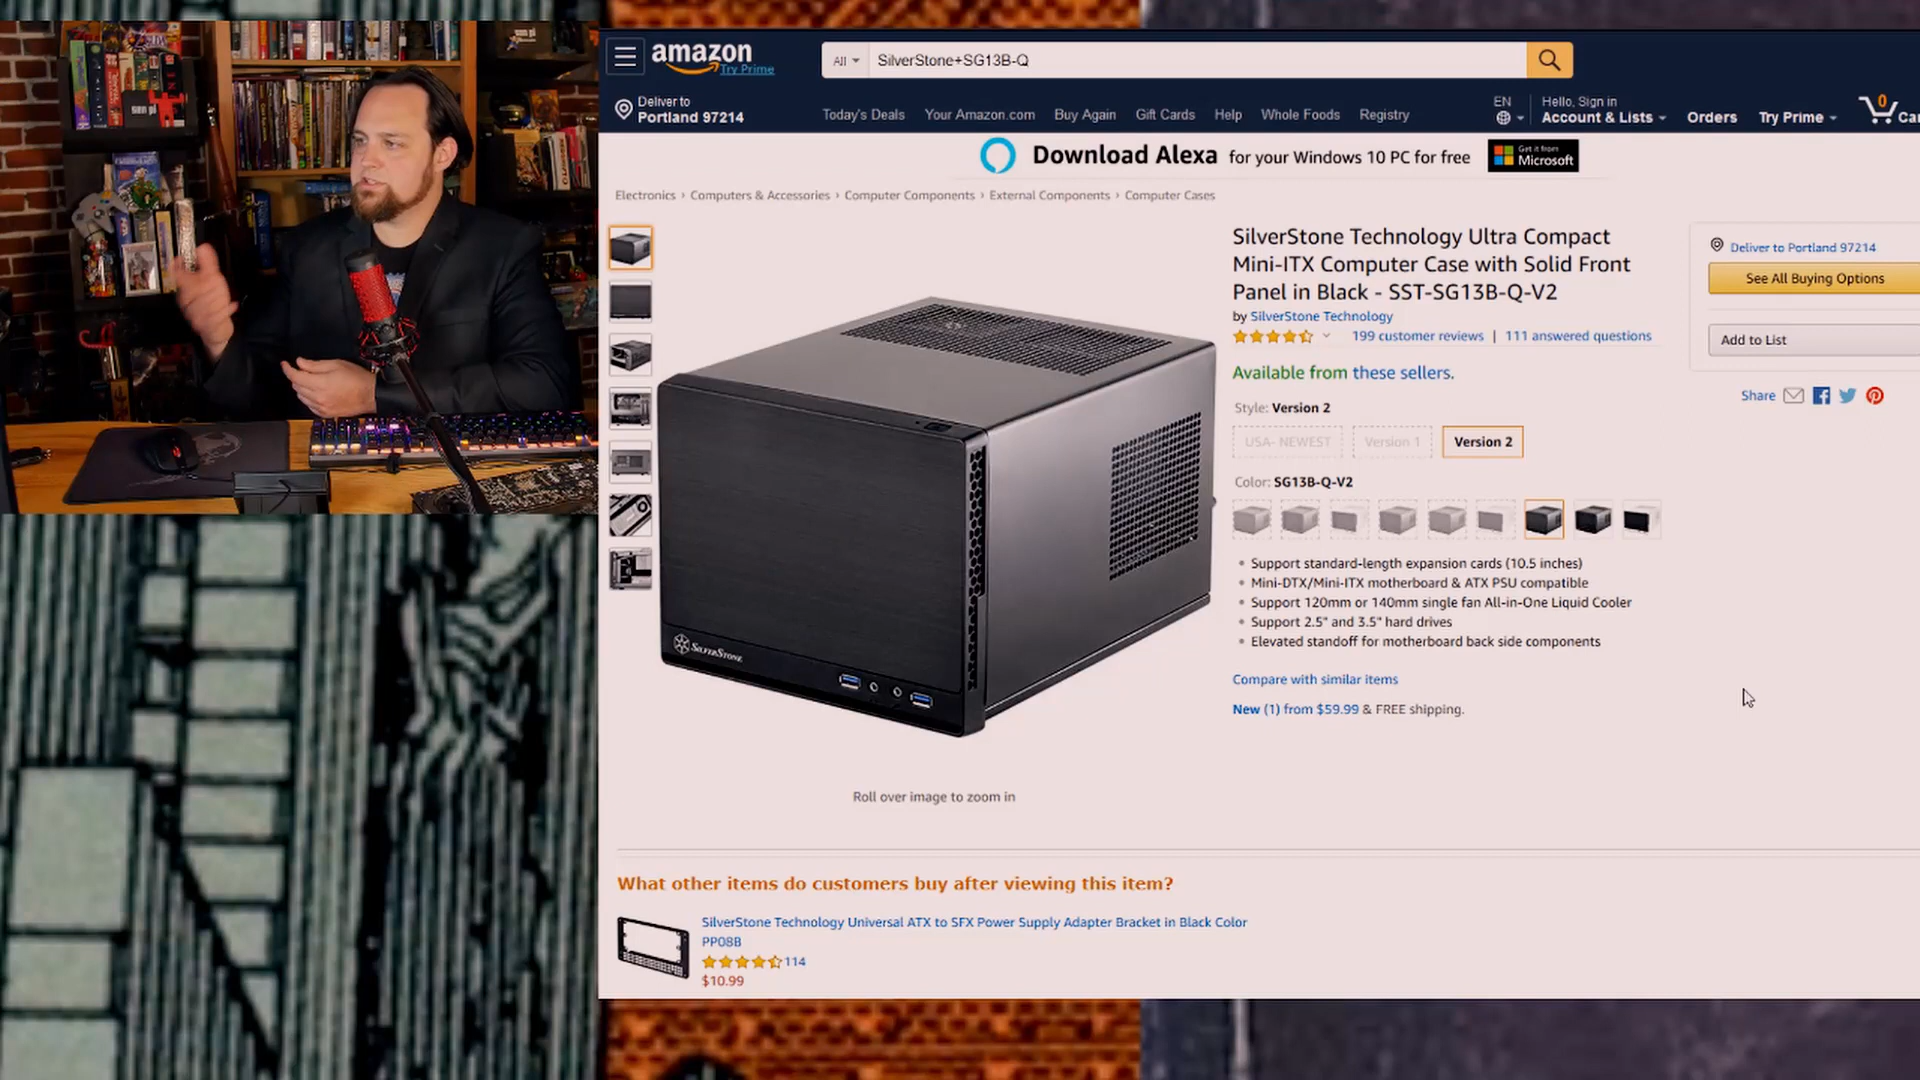 amazon
Try Prime
All
SilverStone+SG13B-Q
Deliver to
Portland 97214
Today's Deals
Your Amazon.com
Buy Again
Gift Cards
Help
Whole Foods
Registry
EN
Hello, Sign in
Account & Lists
Orders
Try Prime
0
Download Alexa for your Windows 10 PC for free
Get it from
Microsoft
Electronics › Computers & Accessories › Computer Components › External Components › Computer Cases
SilverStone Technology Ultra Compact
Mini-ITX Computer Case with Solid Front
Panel in Black - SST-SG13B-Q-V2
by SilverStone Technology
199 customer reviews | 111 answered questions
Available from these sellers.
Style: Version 2
USA- NEWEST
Version 1
Version 2
Color: SG13B-Q-V2
• Support standard-length expansion cards (10.5 inches)
• Mini-DTX/Mini-ITX motherboard & ATX PSU compatible
• Support 120mm or 140mm single fan All-in-One Liquid Cooler
• Support 2.5" and 3.5" hard drives
• Elevated standoff for motherboard back side components
Compare with similar items
New (1) from $59.99 & FREE shipping.
Deliver to Portland 97214
See All Buying Options
Add to List
Share
SilverStone
Roll over image to zoom in
What other items do customers buy after viewing this item?
SilverStone Technology Universal ATX to SFX Power Supply Adapter Bracket in Black Color
PP08B
114
$10.99